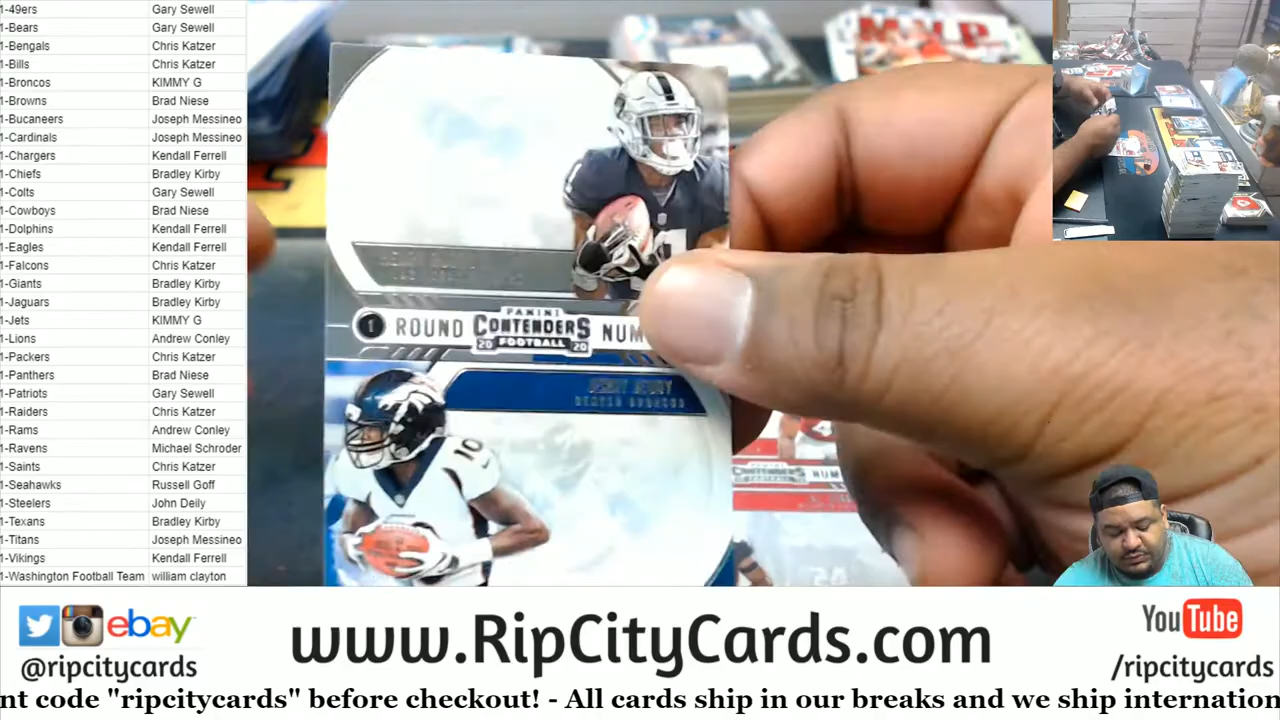 1-49ers Gary Sewell
1-Bears Gary Sewell
1-Bengals Chris Katzer
1-Bills Chris Katzer
1-Broncos KIMMY G
1-Browns Brad Niese
1-Bucaneers Joseph Messineo
1-Cardinals Joseph Messineo
1-Chargers Kendall Ferrell
1-Chiefs Bradley Kirby
1-Colts Gary Sewell
1-Cowboys Brad Niese
1-Dolphins Kendall Ferrell
1-Eagles Kendall Ferrell
1-Falcons Chris Katzer
1-Giants Bradley Kirby
1-Jaguars Bradley Kirby
1-Jets KIMMY G
1-Lions Andrew Conley
1-Packers Chris Katzer
1-Panthers Brad Niese
1-Patriots Gary Sewell
1-Raiders Chris Katzer
1-Rams Andrew Conley
1-Ravens Michael Schroder
1-Saints Chris Katzer
1-Seahawks Russell Goff
1-Steelers John Deily
1-Texans Bradley Kirby
1-Titans Joseph Messineo
1-Vikings Kendall Ferrell
1-Washington Football Team william clayton
M.V.P.
1 ROUND PANINI CONTENDERS FOOTBALL 20 20 NUM
JERRY JEUDY
DENVER BRONCOS
10
NUM
ebay
@ripcitycards
www.RipCityCards.com
YouTube
/ripcitycards
nt code "ripcitycards" before checkout! - All cards ship in our breaks and we ship internation